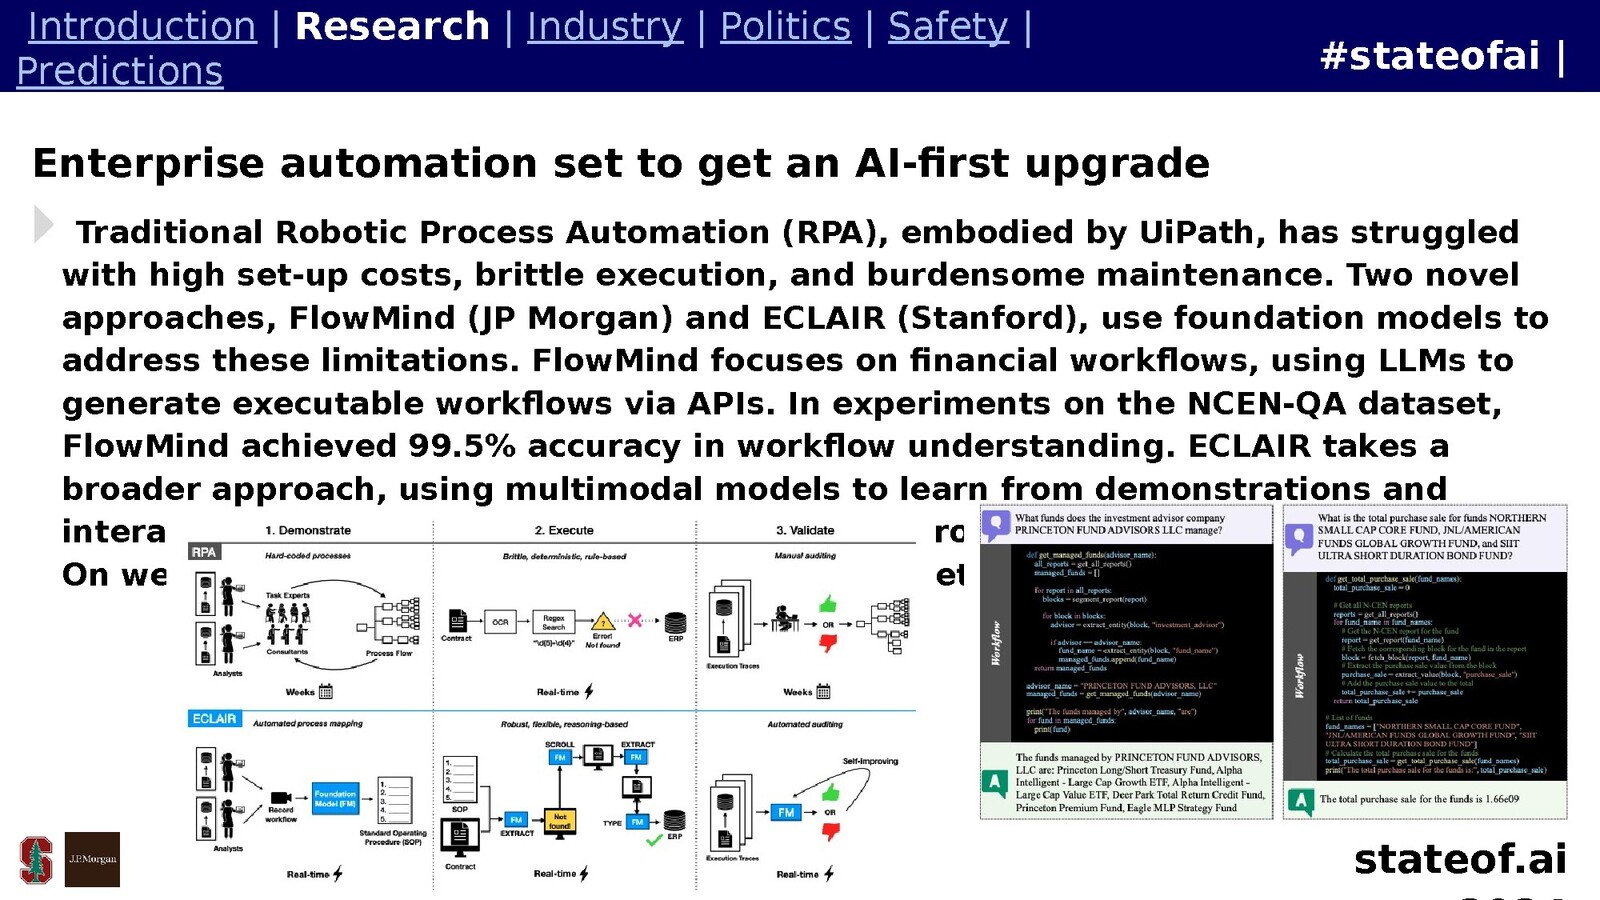 Introduction | Research | Industry | Politics | Safety |
Predictions
#stateofai |
Enterprise automation set to get an AI-first upgrade
Traditional Robotic Process Automation (RPA), embodied by UiPath, has struggled
with high set-up costs, brittle execution, and burdensome maintenance. Two novel
approaches, FlowMind (JP Morgan) and ECLAIR (Stanford), use foundation models to
address these limitations. FlowMind focuses on financial workflows, using LLMs to
generate executable workflows via APIs. In experiments on the NCEN-QA dataset,
FlowMind achieved 99.5% accuracy in workflow understanding. ECLAIR takes a
broader approach, using multimodal models to learn from demonstrations and
On we
1. Demonstrate
2. Execute
3. Validate
RPA
Hard-coded processes
Brittle, deterministic, rule-based
Manual auditing
Task Experts
Consultants
Analysts
Process Flow
Weeks
Contract
OCR
Regex
Search
"\d{5}-\d{4}"
?
Error!
Not found
ERP
Real-time
Execution Traces
OR
Weeks
ECLAIR
Automated process mapping
Robust, flexible, reasoning-based
Automated auditing
Record
workflow
Foundation
Model (FM)
1.
2.
3.
4.
5.
Standard Operating
Procedure (SOP)
Analysts
Real-time
1.
2.
3.
4.
5.
SOP
Contract
FM
EXTRACT
Not
found!
SCROLL
FM
EXTRACT
FM
TYPE
FM
ERP
Real-time
Self-Improving
FM
OR
Execution Traces
Real-time
Q
What funds does the investment advisor company
PRINCETON FUND ADVISORS LLC manage?
Workflow
def get_managed_funds(advisor_name):
all_reports = get_all_reports()
managed_funds = []
for report in all_reports:
blocks = segment_report(report)
for block in blocks:
advisor = extract_entity(block, "investment_advisor")
if advisor == advisor_name:
fund_name = extract_entity(block, "fund_name")
managed_funds.append(fund_name)
return managed_funds
advisor_name = "PRINCETON FUND ADVISORS, LLC"
managed_funds = get_managed_funds(advisor_name)
print("The funds managed by", advisor_name, "are")
for fund in managed_funds:
print(fund)
A
The funds managed by PRINCETON FUND ADVISORS,
LLC are; Princeton Long/Short Treasury Fund, Alpha
Intelligent - Large Cap Growth ETF, Alpha Intelligent -
Large Cap Value ETF, Deer Park Total Return Credit Fund,
Princeton Premium Fund, Eagle MLP Strategy Fund
Q
What is the total purchase sale for funds NORTHERN
SMALL CAP CORE FUND, JNL/AMERICAN
FUNDS GLOBAL GROWTH FUND, and SIIT
ULTRA SHORT DURATION BOND FUND?
Workflow
def get_total_purchase_sale(fund_names):
total_purchase_sale = 0
# Get all N-CEN reports
reports = get_all_reports()
for fund_name in fund_names:
# Get the N-CEN report for the fund
report = get_report(fund_name)
# Fetch the corresponding block for the fund in the report
block = fetch_block(report, fund_name)
# Extract the purchase sale value from the block
purchase_sale = extract_value(block, "purchase_sale")
# Add the purchase sale value to the total
total_purchase_sale += purchase_sale
return total_purchase_sale
# List of funds
fund_names = ["NORTHERN SMALL CAP CORE FUND",
"JNL/AMERICAN FUNDS GLOBAL GROWTH FUND", "SIIT
ULTRA SHORT DURATION BOND FUND"]
# Calculate the total purchase sale for the funds
total_purchase_sale = get_total_purchase_sale(fund_names)
print("The total purchase sale for the funds is:", total_purchase_sale)
A
The total purchase sale for the funds is 1.66e09
J.P.Morgan
stateof.ai